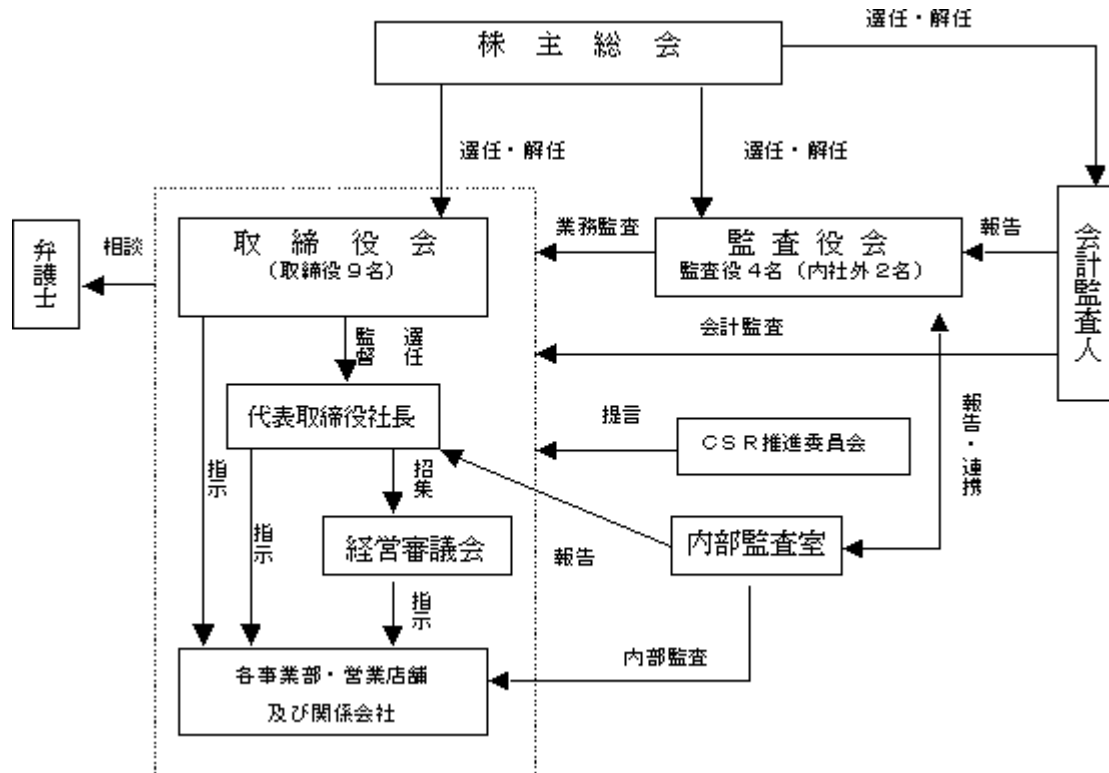 株主総会
選任・解任
選任・解任
選任・解任
弁護士
相談
取締役会
（取締役９名）
業務監査
監査役会
監査役４名（内社外２名）
報告
会計監査人
監督
選任
会計監査
代表取締役社長
提言
ＣＳＲ推進委員会
報告・連携
指示
指示
招集
経営審議会
報告
内部監査室
指示
内部監査
各事業部・営業店舗
及び関係会社